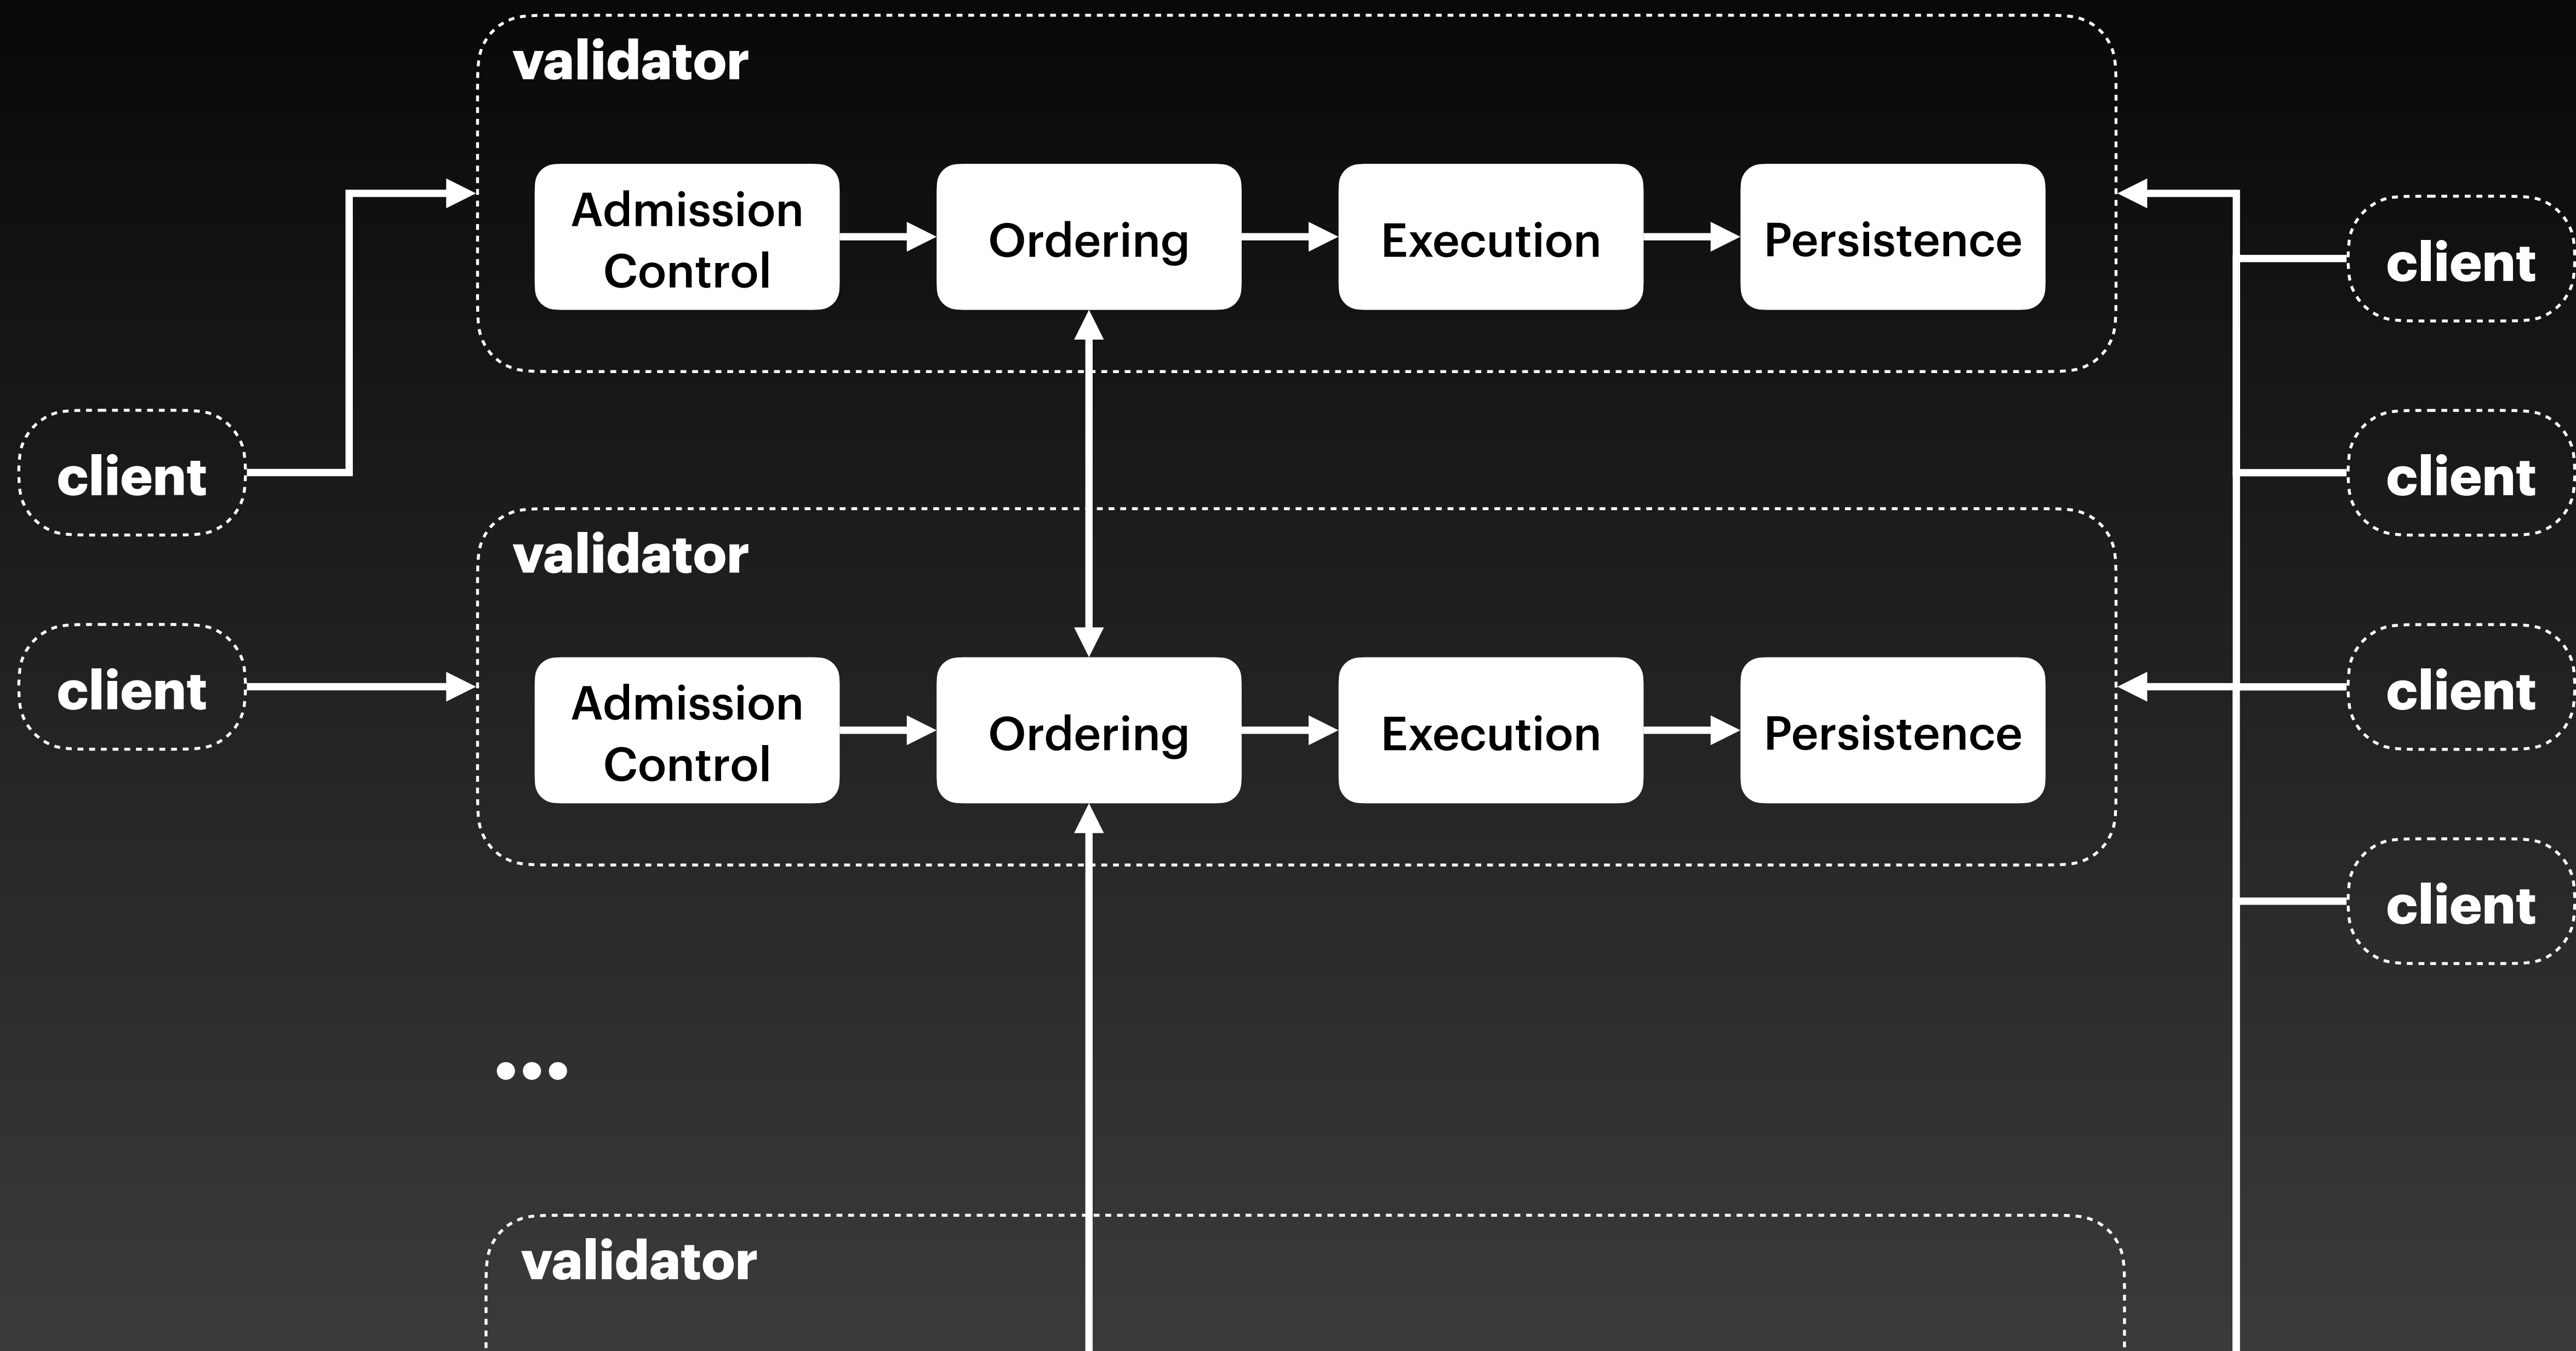 validator
Admission
Control
Ordering
Execution
Persistence
client
client
client
validator
Admission
Control
Ordering
Execution
Persistence
client
client
client
•••
validator